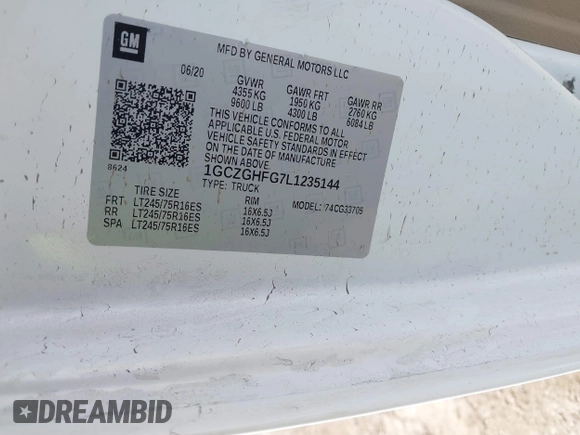 GM
MFD BY GENERAL MOTORS LLC
06/20
GVWR GAWR FRT GAWR RR
4355 KG 1950 KG 2760 KG
9600 LB 4300 LB 6084 LB
THIS VEHICLE CONFORMS TO ALL
APPLICABLE U.S. FEDERAL MOTOR
VEHICLE SAFETY STANDARDS IN EFFECT
ON THE DATE OF MANUFACTURE
SHOWN ABOVE.
8624
1GCZGHFG7L1235144
TYPE: TRUCK
MODEL: 74CG33705
TIRE SIZE RIM
FRT LT245/75R16ES 16X6.5J
RR LT245/75R16ES 16X6.5J
SPA LT245/75R16ES 16X6.5J
DREAMBID